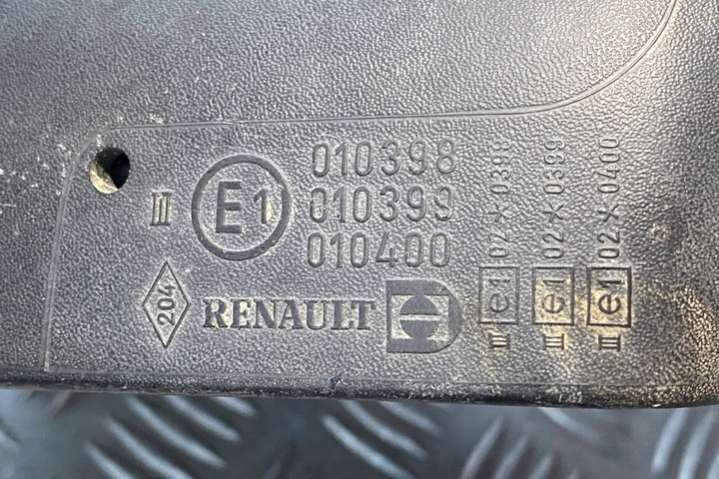 010398
III E1 010399
010400
204 RENAULT
III e1 02*0398
III e1 02*0399
III e1 02*0400